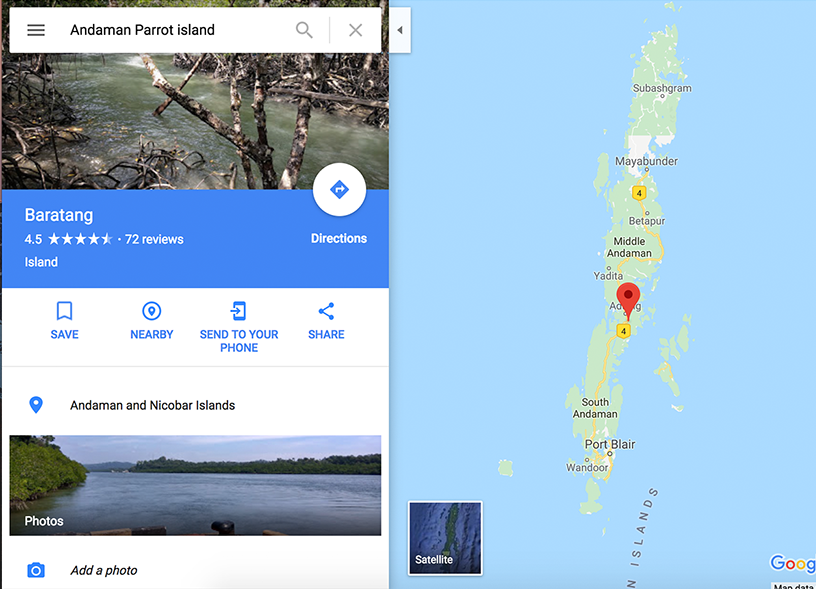 Andaman Parrot island
Baratang
4.5 · 72 reviews
Island
Directions
SAVE
NEARBY
SEND TO YOUR
PHONE
SHARE
Andaman and Nicobar Islands
Photos
Add a photo
Subashgram
Mayabunder
4
Betapur
Middle
Andaman
Yadita
4
South
Andaman
Port Blair
Wandoor
N ISLANDS
Satellite
Goog
Map data